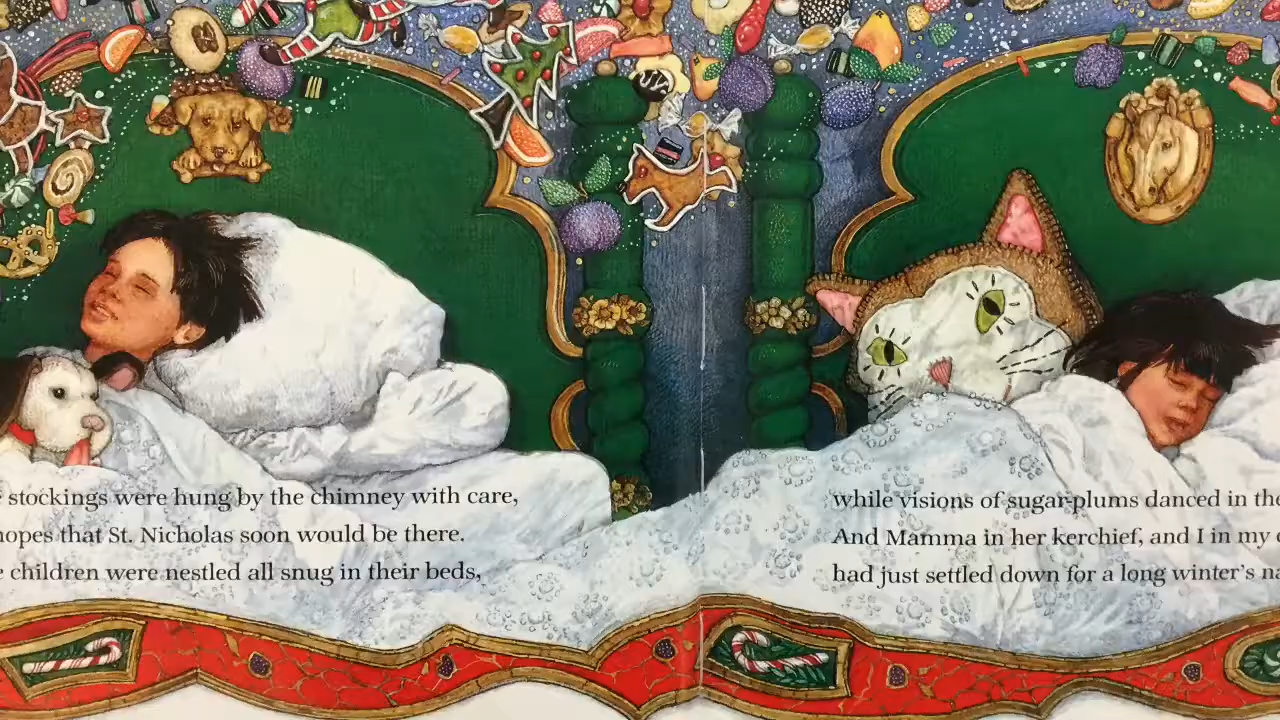 stockings were hung by the chimney with care,
hopes that St. Nicholas soon would be there.
children were nestled all snug in their beds,
while visions of sugar-plums danced in the
And Mamma in her kerchief, and I in my
had just settled down for a long winter's